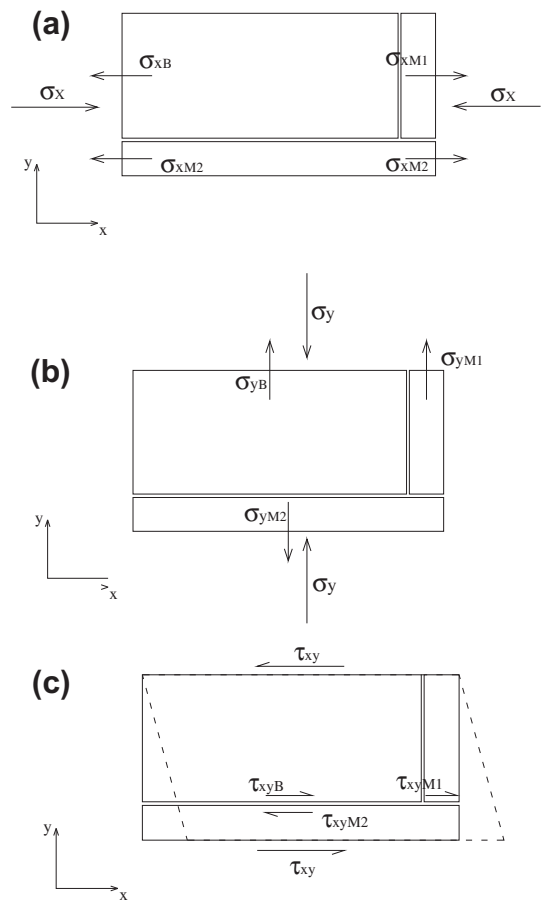 (a)
σxB σxM1
σx σx
σxM2 σxM2
y
x
σy
(b)
σyB σyM1
σyM2
y
x
σy
τxy
(c)
τxyB τxyM1
τxyM2
y
τxy
x